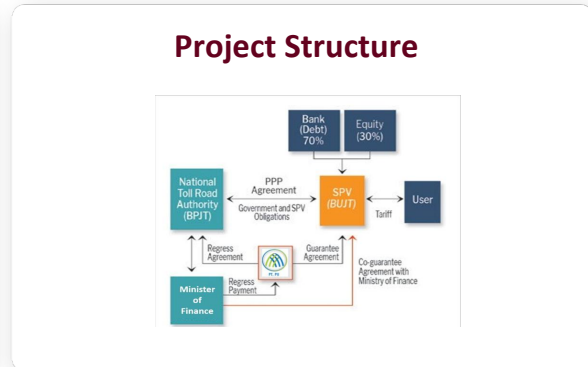 Project Structure
Bank
(Debt)
70%
Equity
(30%)
National
Toll Road
Authority
(BPJT)
PPP
Agreement
Government and SPV
Obligations
SPV
(BUJT)
Tariff
User
Regress
Agreement
Guarantee
Agreement
Co-guarantee
Agreement with
Ministry of Finance
Minister
of
Finance
Regress
Payment